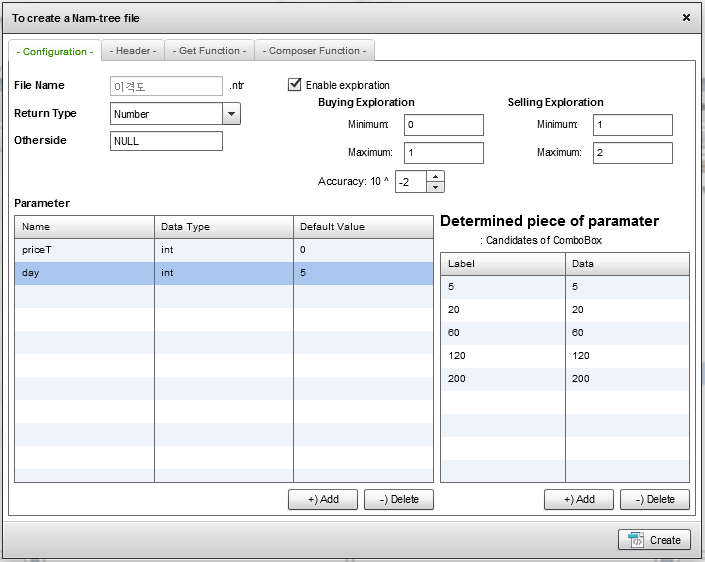 To create a Nam-tree file
- Configuration -
- Header -
- Get Function -
- Composer Function -
File Name
이격도
.ntr
Return Type
Number
Otherside
NULL
Enable exploration
Buying Exploration
Minimum:
0
Maximum:
1
Selling Exploration
Minimum:
1
Maximum:
2
Accuracy: 10 ^
-2
Parameter
Name Data Type Default Value
priceT int 0
day int 5
+) Add
-) Delete
Determined piece of paramater
: Candidates of ComboBox
Label Data
5 5
20 20
60 60
120 120
200 200
+) Add
-) Delete
Create